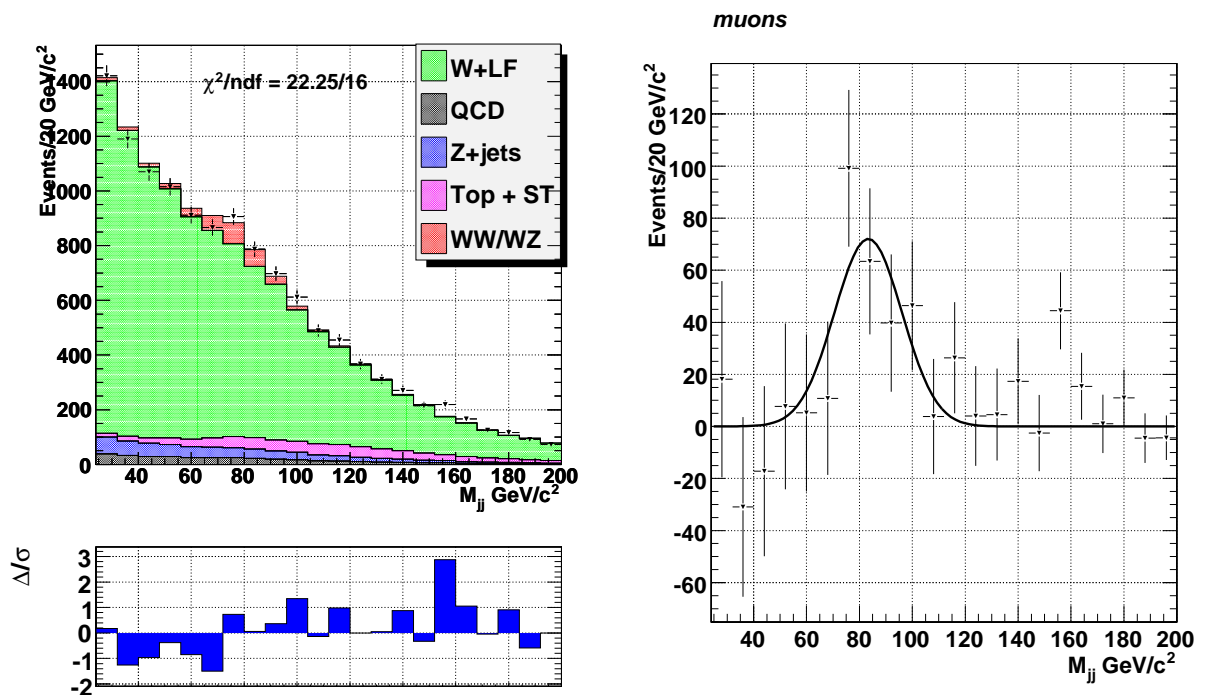 muons
Events/20 GeV/c²
1400
1200
1000
800
600
400
200
0
χ²/ndf = 22.25/16
W+LF
QCD
Z+jets
Top + ST
WW/WZ
40 60 80 100 120 140 160 180 200
M_jj GeV/c²
Δ/σ
3
2
1
0
-1
-2
Events/20 GeV/c²
120
100
80
60
40
20
0
-20
-40
-60
40 60 80 100 120 140 160 180 200
M_jj GeV/c²